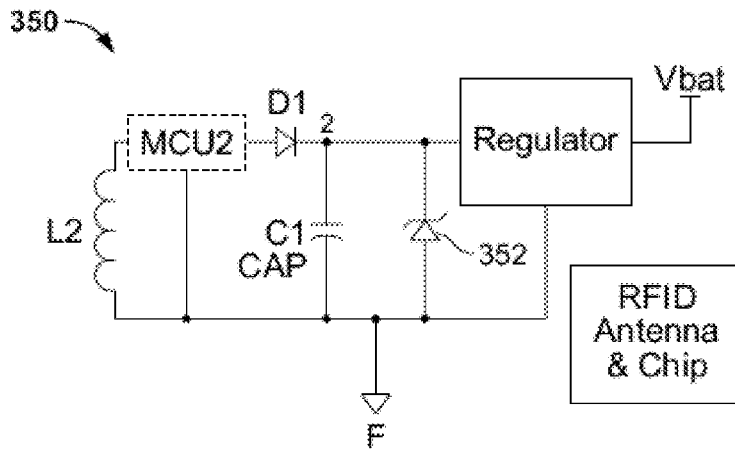 350
Vbat
D1
2
MCU2
Regulator
L2
C1
CAP
352
RFID
Antenna
& Chip
F